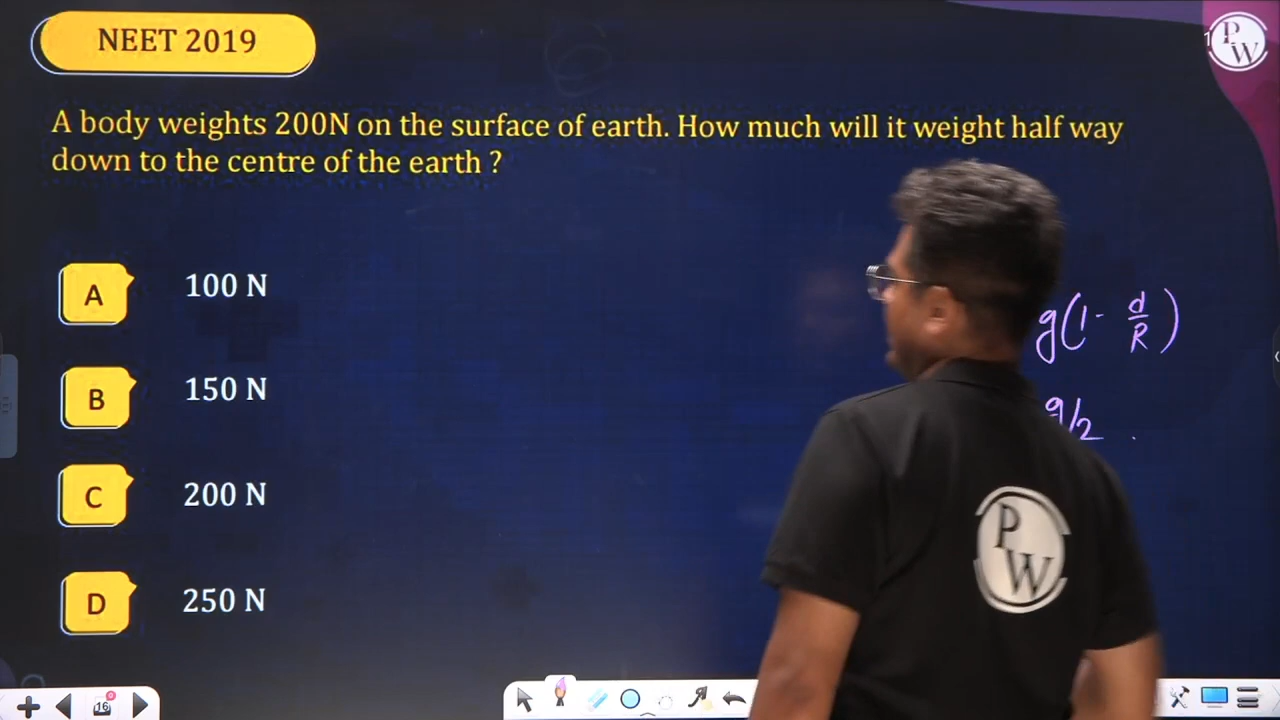 NEET 2019
PW
A body weights 200N on the surface of earth. How much will it weight half way
down to the centre of the earth ?
A 100 N
g(1- d/R)
B 150 N
g/2 .
C 200 N
PW
D 250 N
16